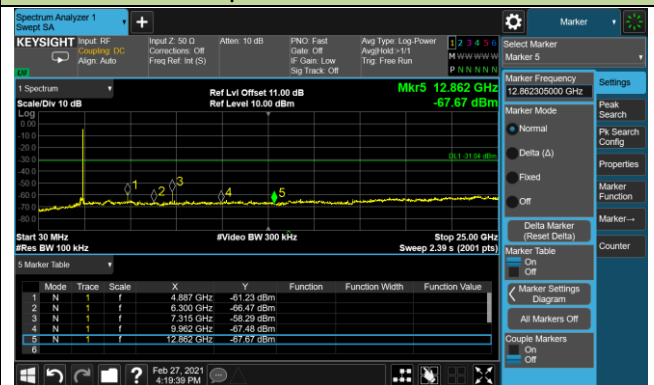 Spectrum Analyzer 1
Swept SA
+
Marker
KEYSIGHT
Input: RF
Coupling: DC
Align: Auto
Input Z: 50 Ω
Corrections: Off
Freq Ref: Int (S)
Atten: 10 dB
PNO: Fast
Gate: Off
IF Gain: Low
Sig Track: Off
Avg Type: Log-Power
Avg|Hold:>1/1
Trig: Free Run
1 2 3 4 5 6
M W W W W W
P N N N N N
LXI
Select Marker
Marker 5
1 Spectrum
Ref Lvl Offset 11.00 dB
Mkr5 12.862 GHz
Scale/Div 10 dB
Ref Level 10.00 dBm
-67.67 dBm
Log
0.00
-10.0
-20.0
-30.0
-40.0
-50.0
-60.0
-70.0
-80.0
DL1 -31.04 dBm
1
2
3
4
5
Start 30 MHz
#Video BW 300 kHz
Stop 25.00 GHz
#Res BW 100 kHz
Sweep 2.39 s (2001 pts)
5 Marker Table
Mode Trace Scale X Y Function Function Width Function Value
1 N 1 f 4.887 GHz -61.23 dBm
2 N 1 f 6.300 GHz -66.47 dBm
3 N 1 f 7.315 GHz -58.29 dBm
4 N 1 f 9.962 GHz -67.48 dBm
5 N 1 f 12.862 GHz -67.67 dBm
6
Marker Frequency
12.862305000 GHz
Marker Mode
Normal
Delta (Δ)
Fixed
Off
Delta Marker
(Reset Delta)
Marker Table
On
Off
Marker Settings
Diagram
All Markers Off
Couple Markers
On
Off
Settings
Peak
Search
Pk Search
Config
Properties
Marker
Function
Marker→
Counter
?
Feb 27, 2021
4:19:39 PM